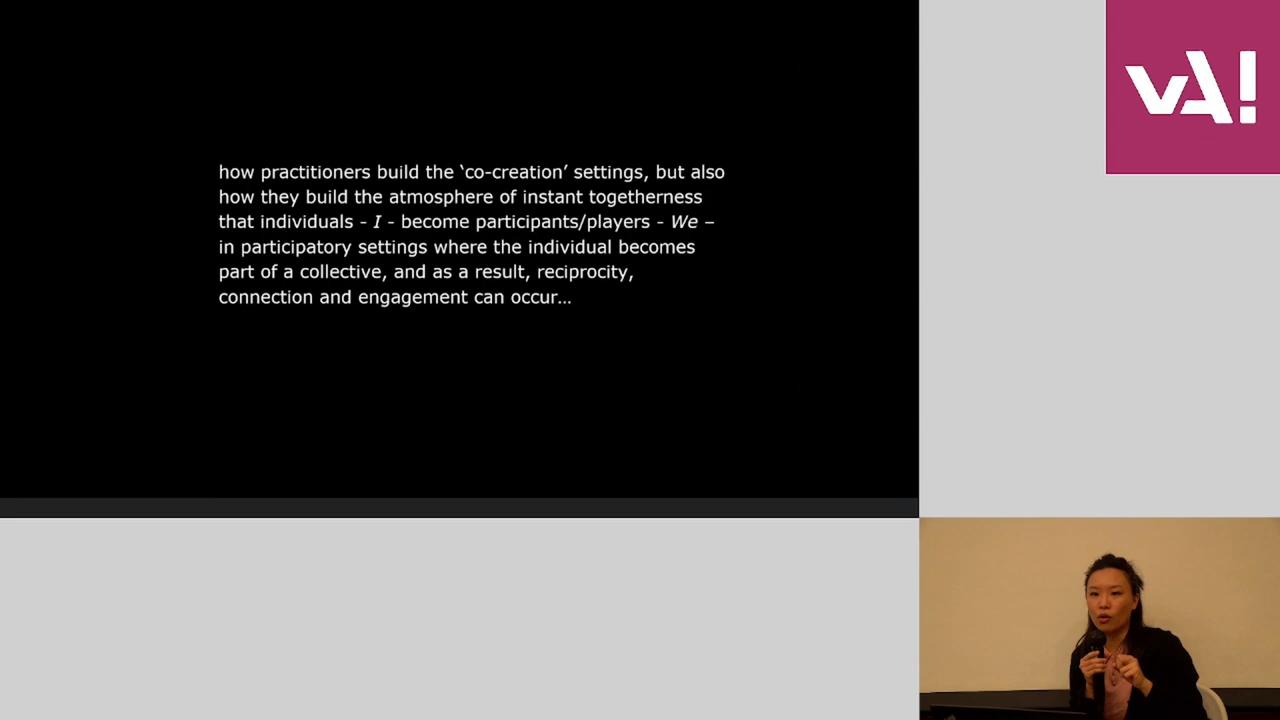 how practitioners build the ‘co-creation’ settings, but also
how they build the atmosphere of instant togetherness
that individuals - I - become participants/players - We –
in participatory settings where the individual becomes
part of a collective, and as a result, reciprocity,
connection and engagement can occur…
vA!